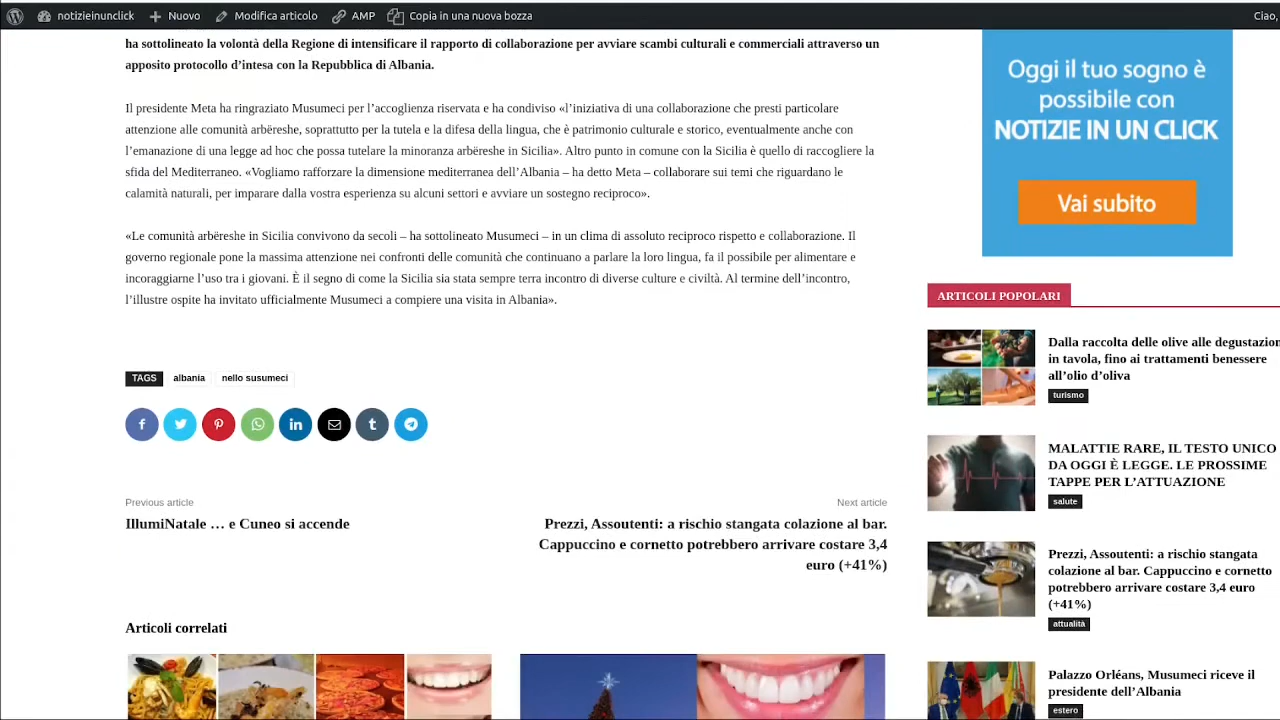 notizieinunclick
Nuovo
Modifica articolo
AMP
Copia in una nuova bozza
Ciao,
ha sottolineato la volontà della Regione di intensificare il rapporto di collaborazione per avviare scambi culturali e commerciali attraverso un
apposito protocollo d’intesa con la Repubblica di Albania.
Il presidente Meta ha ringraziato Musumeci per l’accoglienza riservata e ha condiviso «l’iniziativa di una collaborazione che presti particolare
attenzione alle comunità arbëreshe, soprattutto per la tutela e la difesa della lingua, che è patrimonio culturale e storico, eventualmente anche con
l’emanazione di una legge ad hoc che possa tutelare la minoranza arbëreshe in Sicilia». Altro punto in comune con la Sicilia è quello di raccogliere la
sfida del Mediterraneo. «Vogliamo rafforzare la dimensione mediterranea dell’Albania – ha detto Meta – collaborare sui temi che riguardano le
calamità naturali, per imparare dalla vostra esperienza su alcuni settori e avviare un sostegno reciproco».
«Le comunità arbëreshe in Sicilia convivono da secoli – ha sottolineato Musumeci – in un clima di assoluto reciproco rispetto e collaborazione. Il
governo regionale pone la massima attenzione nei confronti delle comunità che continuano a parlare la loro lingua, fa il possibile per alimentare e
incoraggiarne l’uso tra i giovani. È il segno di come la Sicilia sia stata sempre terra incontro di diverse culture e civiltà. Al termine dell’incontro,
l’illustre ospite ha invitato ufficialmente Musumeci a compiere una visita in Albania».
TAGS
albania
nello susumeci
Previous article
IllumiNatale … e Cuneo si accende
Next article
Prezzi, Assoutenti: a rischio stangata colazione al bar.
Cappuccino e cornetto potrebbero arrivare costare 3,4
euro (+41%)
Articoli correlati
Oggi il tuo sogno è
possibile con
NOTIZIE IN UN CLICK
Vai subito
ARTICOLI POPOLARI
Dalla raccolta delle olive alle degustazion
in tavola, fino ai trattamenti benessere
all’olio d’oliva
turismo
MALATTIE RARE, IL TESTO UNICO
DA OGGI È LEGGE. LE PROSSIME
TAPPE PER L’ATTUAZIONE
salute
Prezzi, Assoutenti: a rischio stangata
colazione al bar. Cappuccino e cornetto
potrebbero arrivare costare 3,4 euro
(+41%)
attualità
Palazzo Orléans, Musumeci riceve il
presidente dell’Albania
estero